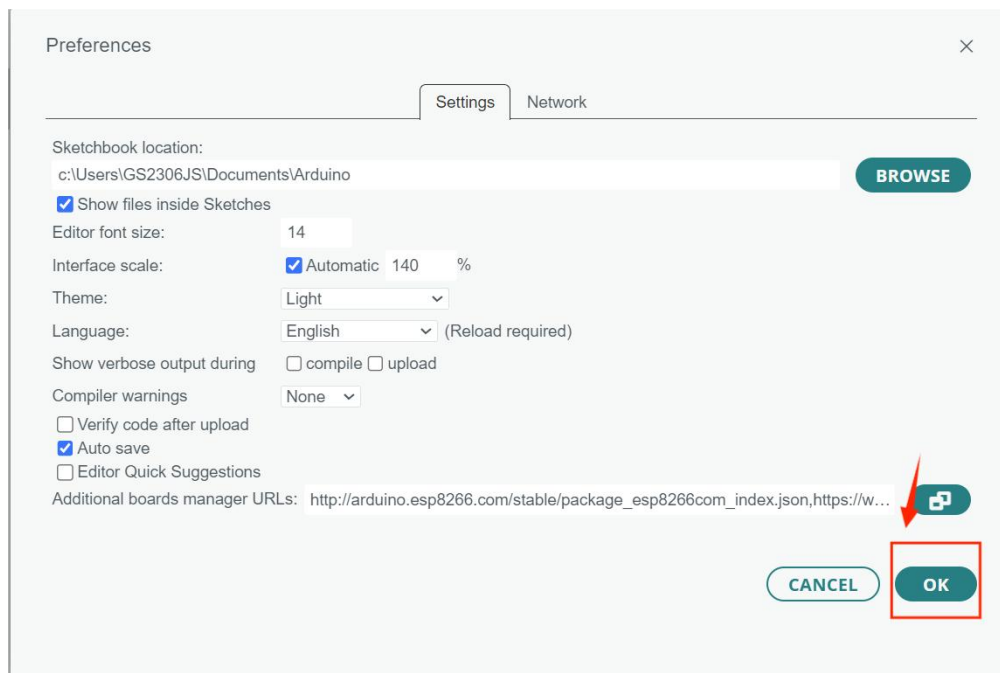 Preferences
Settings Network
Sketchbook location:
c:\Users\GS2306JS\Documents\Arduino
BROWSE
Show files inside Sketches
Editor font size: 14
Interface scale: Automatic 140 %
Theme: Light
Language: English (Reload required)
Show verbose output during compile upload
Compiler warnings None
Verify code after upload
Auto save
Editor Quick Suggestions
Additional boards manager URLs: http://arduino.esp8266.com/stable/package_esp8266com_index.json,https://w...
CANCEL OK